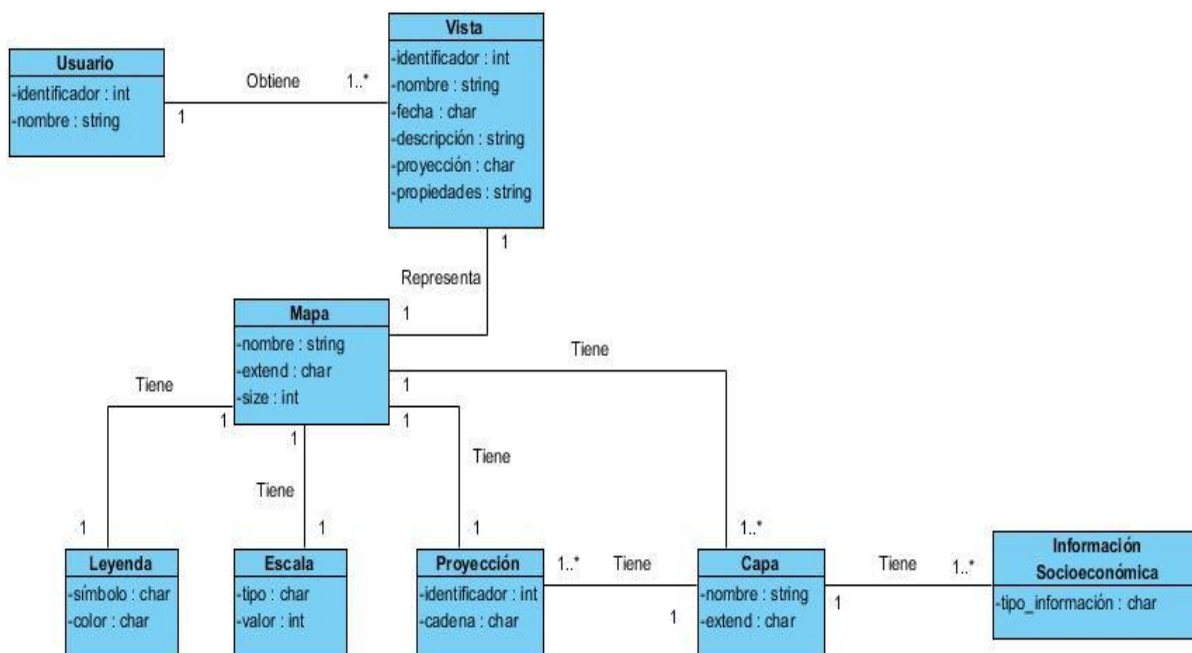 Usuario
-identificador : int
-nombre : string
Obtiene
1
1..*
Vista
-identificador : int
-nombre : string
-fecha : char
-descripción : string
-proyección : char
-propiedades : string
1
Representa
1
Mapa
-nombre : string
-extend : char
-size : int
Tiene
1
1
Tiene
1
1
Tiene
1
1
Tiene
1
1..*
Leyenda
-símbolo : char
-color : char
Escala
-tipo : char
-valor : int
Proyección
-identificador : int
-cadena : char
1..*
Tiene
1
Capa
-nombre : string
-extend : char
Tiene
1
1..*
Información
Socioeconómica
-tipo_información : char